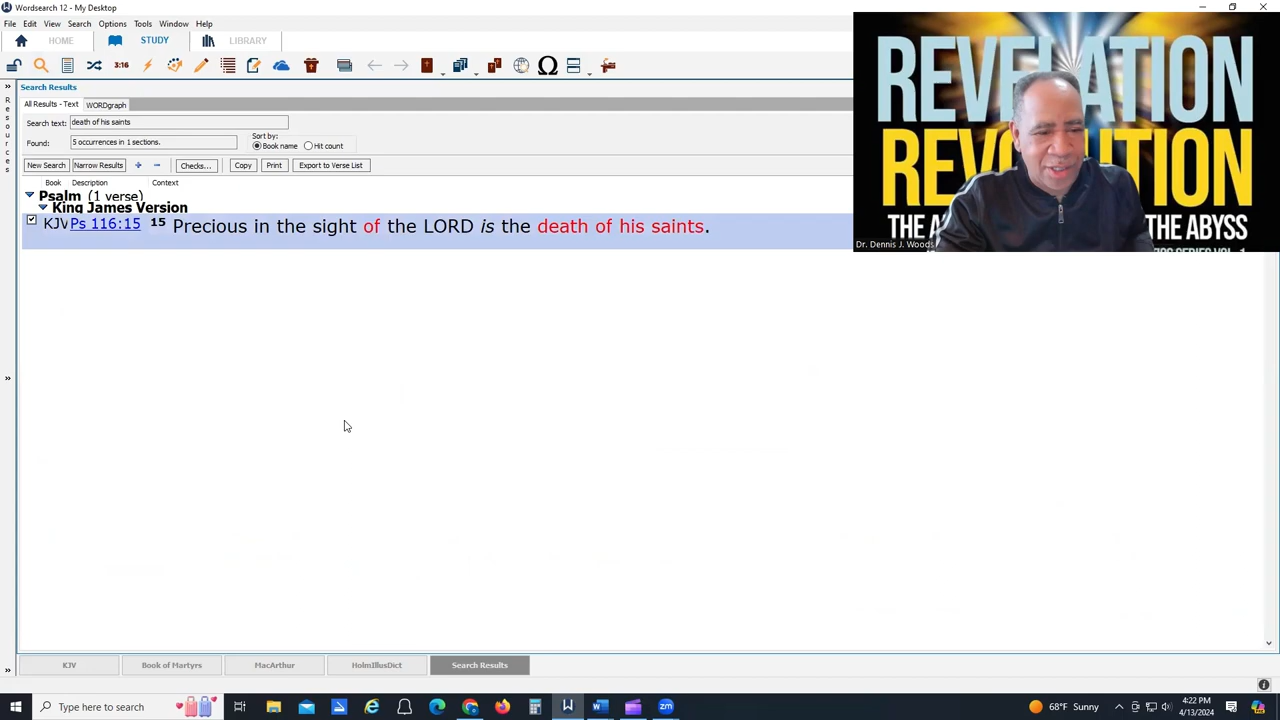 Wordsearch 12 - My Desktop
File Edit View Search Options Tools Window Help
HOME STUDY LIBRARY
3:16
Search Results
All Results - Text WORDgraph
Search text: death of his saints
Found: 5 occurrences in 1 sections.
Sort by:
Book name Hit count
New Search Narrow Results Checks... Copy Print Export to Verse List
Book Description Context
Psalm (1 verse)
King James Version
KJV Ps 116:15 15 Precious in the sight of the LORD is the death of his saints.
Resources
REVELATION
REVOLUTION
THE A THE ABYSS
Dr. Dennis J. Woods
KJV Book of Martyrs MacArthur HolmIllusDict Search Results
Type here to search
68°F Sunny
4:22 PM
4/13/2024